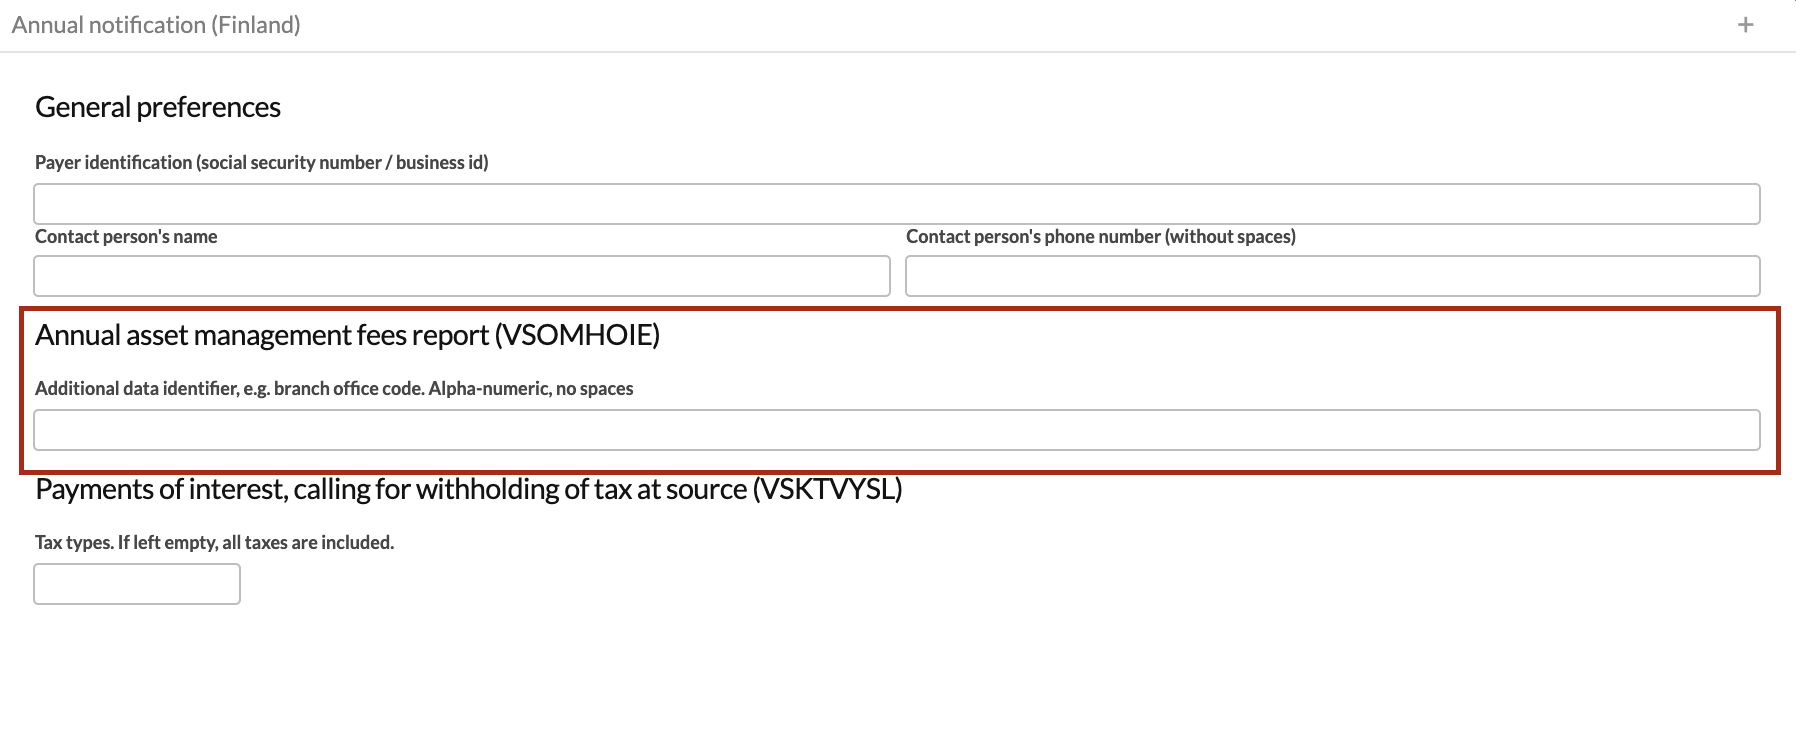 Annual notification (Finland)
General preferences
Payer identification (social security number / business id)
Contact person's name
Contact person's phone number (without spaces)
Annual asset management fees report (VSOMHOIE)
Additional data identifier, e.g. branch office code. Alpha-numeric, no spaces
Payments of interest, calling for withholding of tax at source (VSKTVYSL)
Tax types. If left empty, all taxes are included.